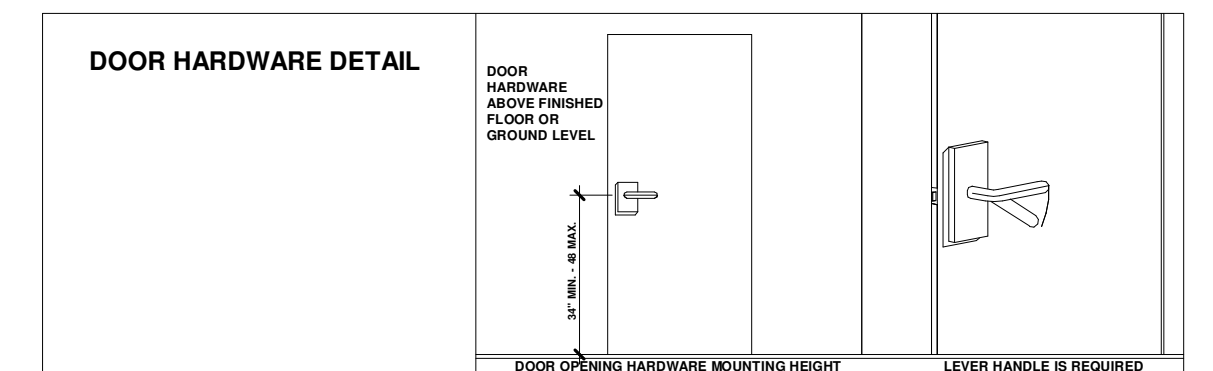 DOOR HARDWARE DETAIL
DOOR
HARDWARE
ABOVE FINISHED
FLOOR OR
GROUND LEVEL
34" MIN. - 48 MAX.
DOOR OPENING HARDWARE MOUNTING HEIGHT
LEVER HANDLE IS REQUIRED